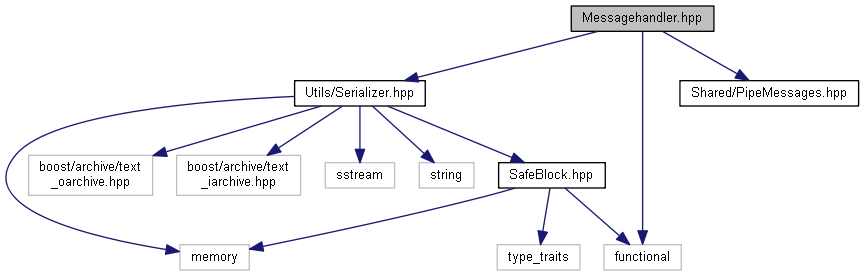 Messagehandler.hpp
Utils/Serializer.hpp
Shared/PipeMessages.hpp
boost/archive/text
_oarchive.hpp
boost/archive/text
_iarchive.hpp
sstream
string
SafeBlock.hpp
memory
type_traits
functional